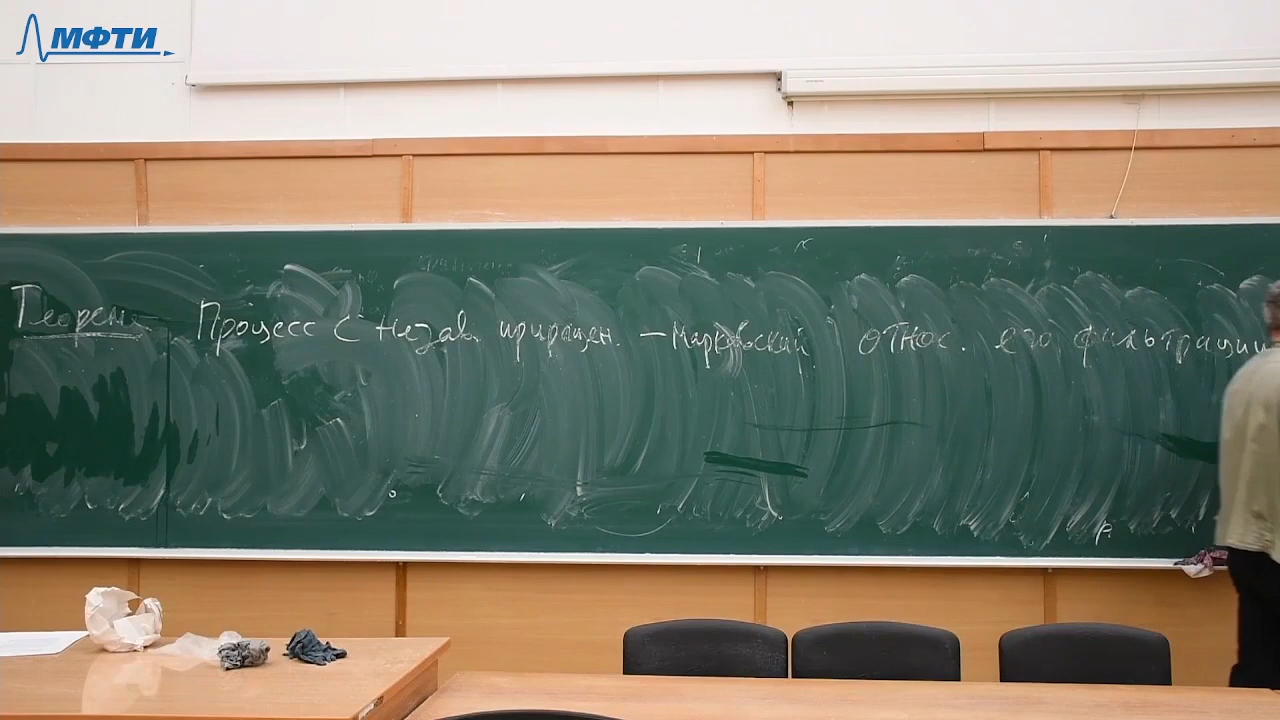 МФТИ
Теорема Процесс с незав. приращен. – Марковский относ. его фильтрации